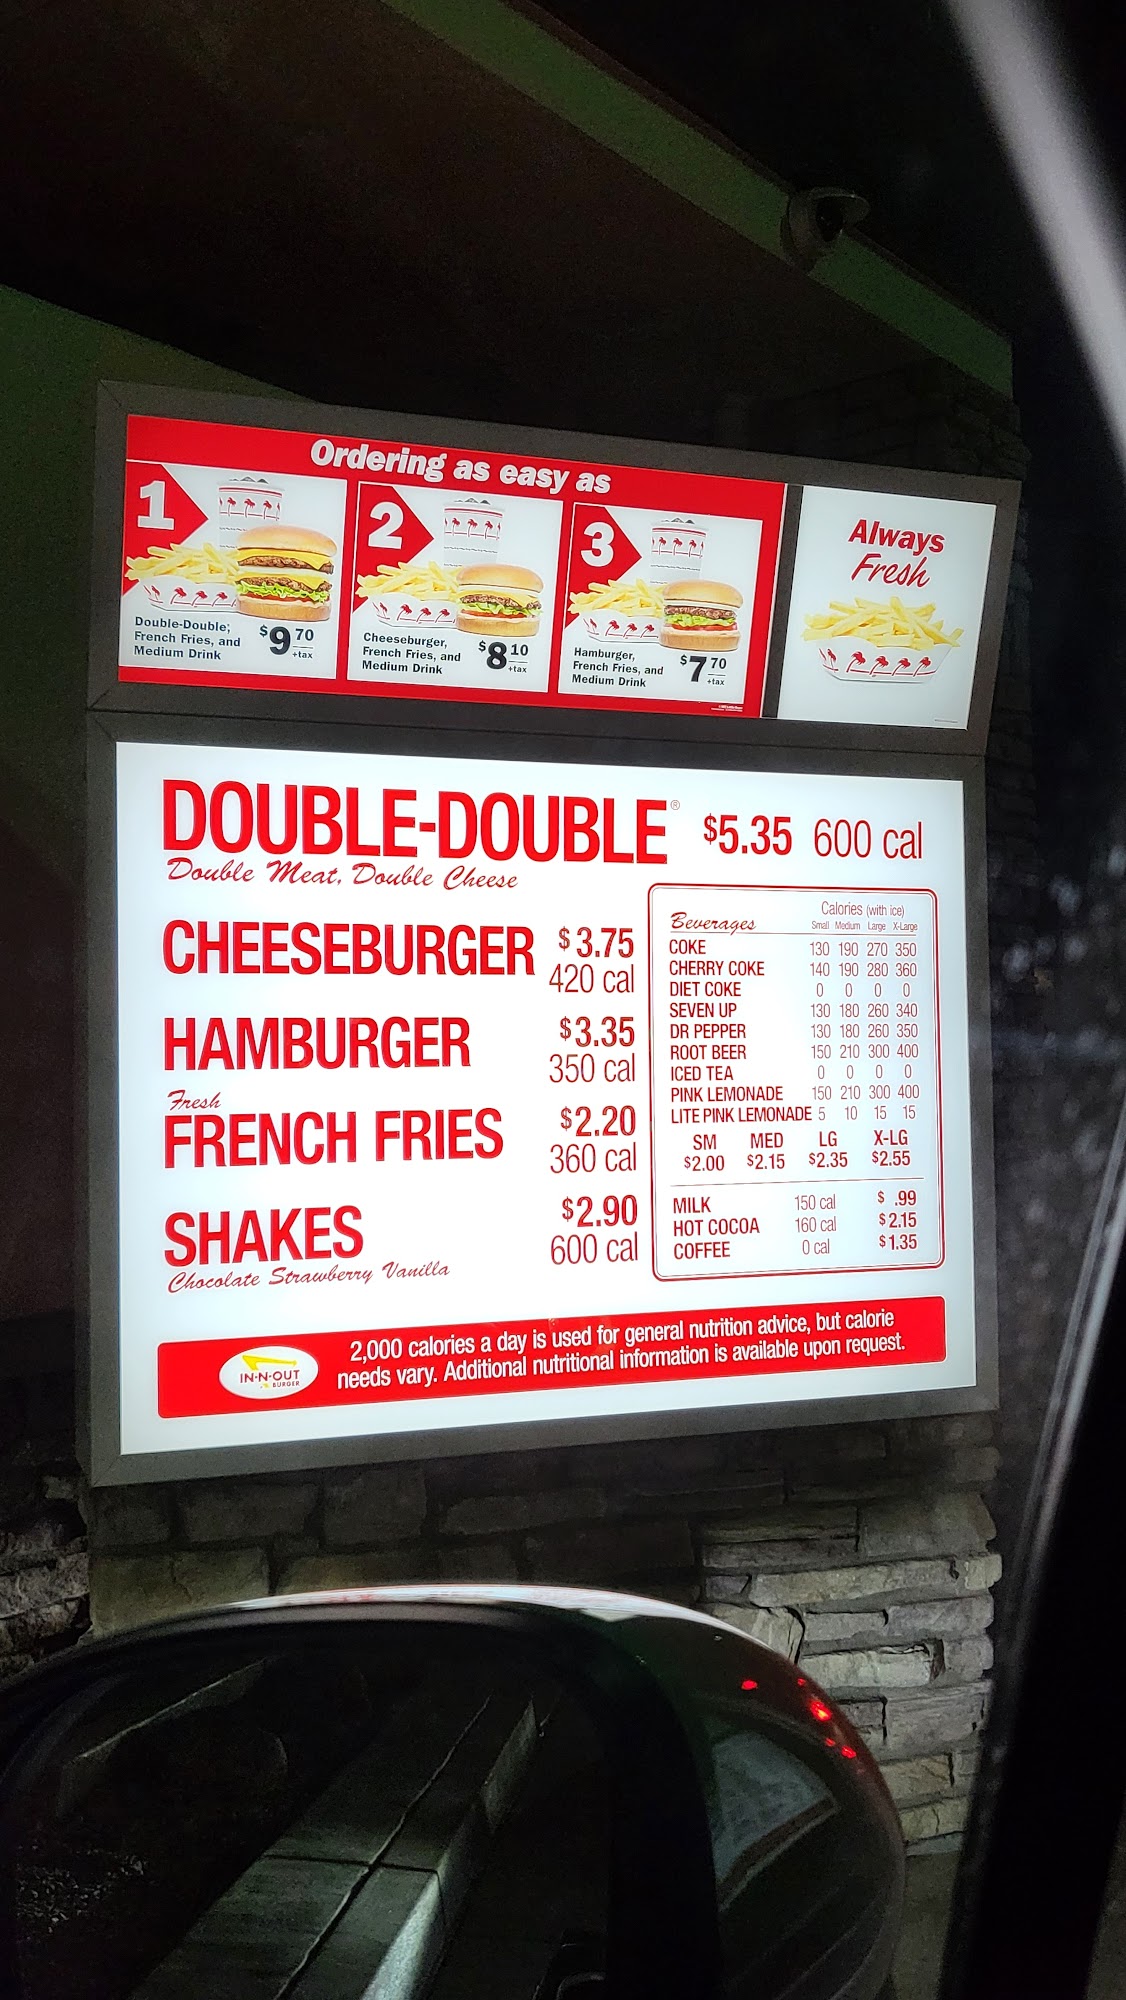 Ordering as easy as
1
Double-Double,
French Fries, and
Medium Drink
$9 70
+tax
2
Cheeseburger,
French Fries, and
Medium Drink
$8 10
+tax
3
Hamburger,
French Fries, and
Medium Drink
$7 70
+tax
Always
Fresh
DOUBLE-DOUBLE® $5.35 600 cal
Double Meat, Double Cheese
CHEESEBURGER $3.75
420 cal
HAMBURGER $3.35
350 cal
Fresh
FRENCH FRIES $2.20
360 cal
SHAKES $2.90
600 cal
Chocolate Strawberry Vanilla
Calories (with ice)
Beverages Small Medium Large X-Large
COKE 130 190 270 350
CHERRY COKE 140 190 280 360
DIET COKE 0 0 0 0
SEVEN UP 130 180 260 340
DR PEPPER 130 180 260 350
ROOT BEER 150 210 300 400
ICED TEA 0 0 0 0
PINK LEMONADE 150 210 300 400
LITE PINK LEMONADE 5 10 15 15
SM MED LG X-LG
$2.00 $2.15 $2.35 $2.55
MILK 150 cal $ .99
HOT COCOA 160 cal $2.15
COFFEE 0 cal $1.35
IN-N-OUT
BURGER
2,000 calories a day is used for general nutrition advice, but calorie
needs vary. Additional nutritional information is available upon request.